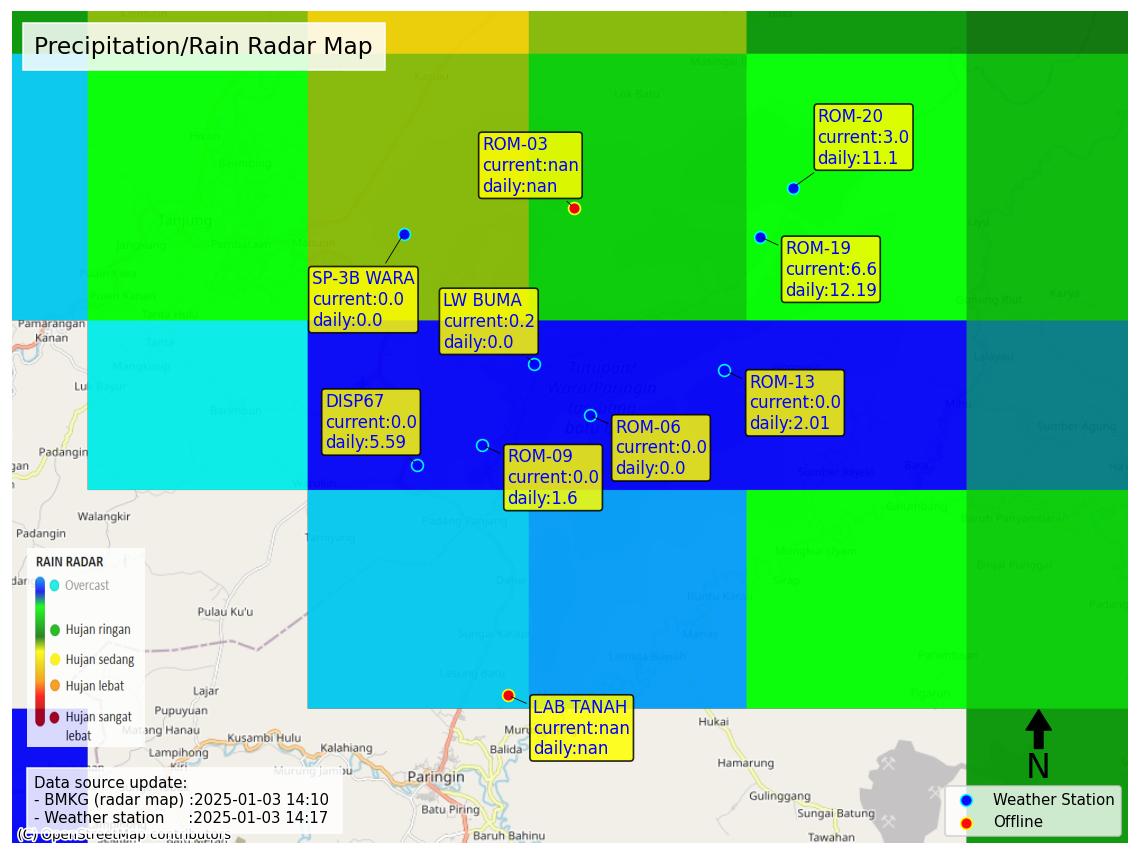 Precipitation/Rain Radar Map
ROM-20
current:3.0
daily:11.1
ROM-03
current:nan
daily:nan
Tanjung
ROM-19
current:6.6
daily:12.19
SP-3B WARA
current:0.0
daily:0.0
LW BUMA
current:0.2
daily:0.0
Pamarangan
Kanan
ROM-13
current:0.0
daily:2.01
DISP67
current:0.0
daily:5.59
ROM-06
current:0.0
daily:0.0
ROM-09
current:0.0
daily:1.6
Padangin
Walangkir
Padangin
RAIN RADAR
Overcast
Hujan ringan
Hujan sedang
Hujan lebat
Hujan sangat
lebat
Pulau Ku'u
Lajar
Pupuyuan
Matang Hanau
Lampihong
Kusambi Hulu
Kalahiang
Murung Jambu
Paringin
Batu Piring
Baruh Bahinu
Balida
LAB TANAH
current:nan
daily:nan
Hukai
Hamarung
Gulinggang
Sungai Batung
Tawahan
N
Weather Station
Offline
Data source update:
- BMKG (radar map) :2025-01-03 14:10
- Weather station :2025-01-03 14:17
(C) OpenStreetMap contributors